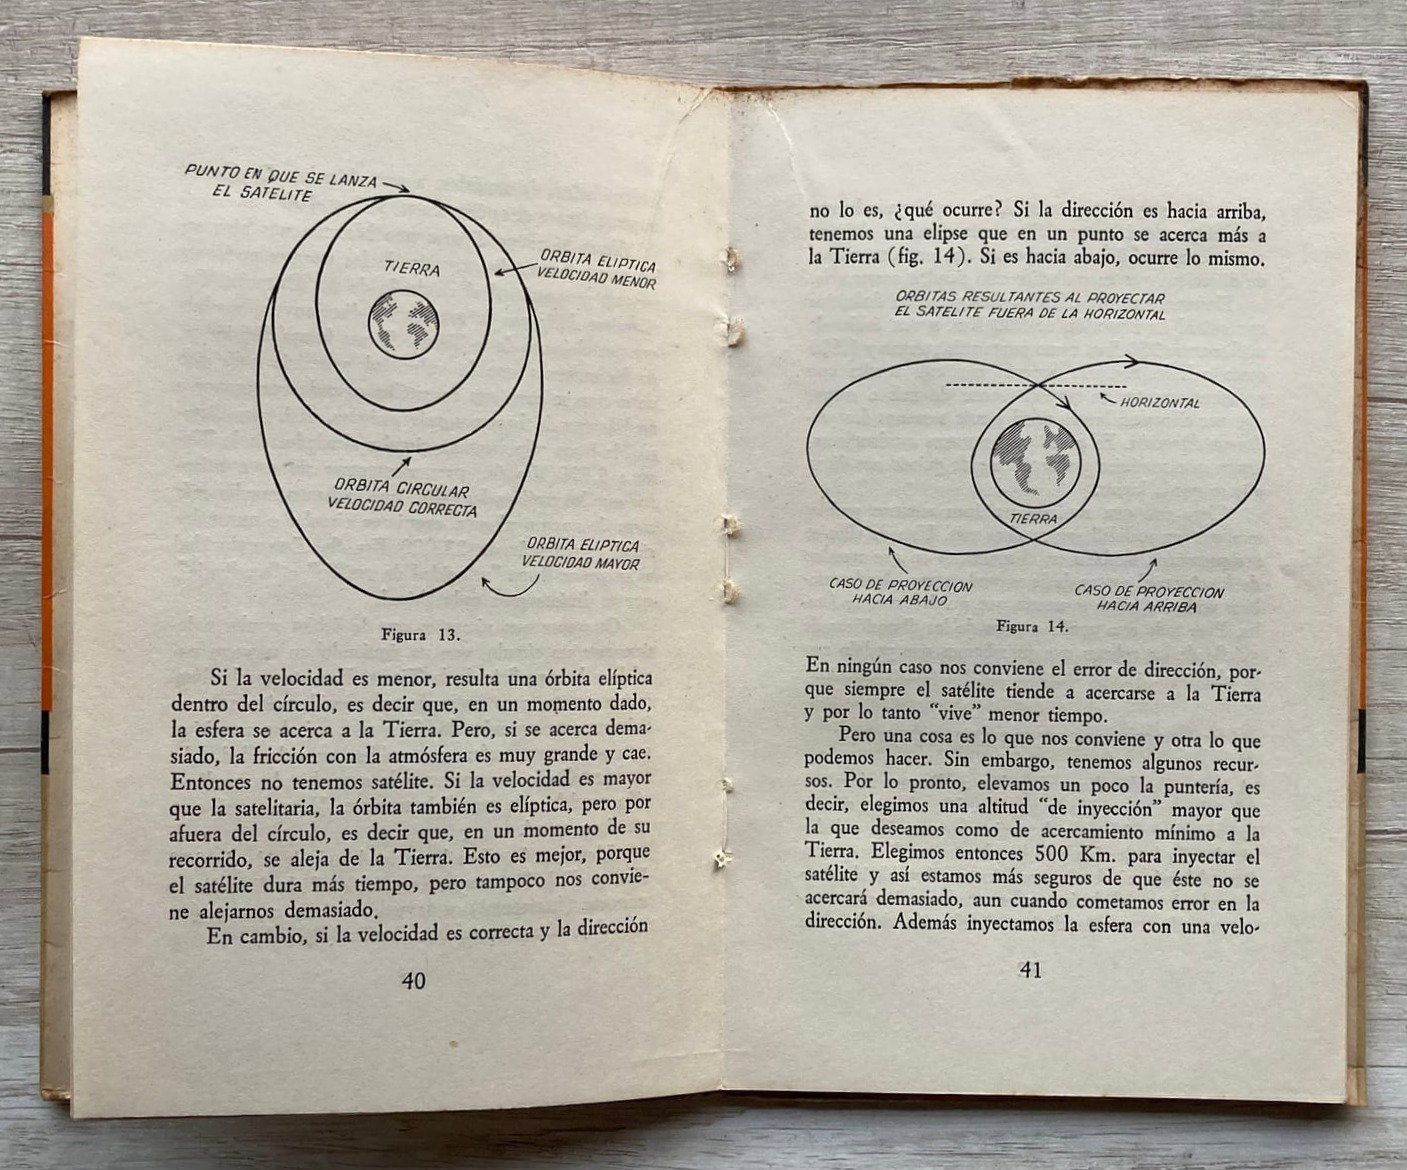 PUNTO EN QUE SE LANZA
EL SATELITE
TIERRA
ORBITA ELIPTICA
VELOCIDAD MENOR
ORBITA CIRCULAR
VELOCIDAD CORRECTA
ORBITA ELIPTICA
VELOCIDAD MAYOR
Figura 13.
Si la velocidad es menor, resulta una órbita elíptica
dentro del círculo, es decir que, en un momento dado,
la esfera se acerca a la Tierra. Pero, si se acerca dema-
siado, la fricción con la atmósfera es muy grande y cae.
Entonces no tenemos satélite. Si la velocidad es mayor
que la satelitaria, la órbita también es elíptica, pero por
afuera del círculo, es decir que, en un momento de su
recorrido, se aleja de la Tierra. Esto es mejor, porque
el satélite dura más tiempo, pero tampoco nos convie-
ne alejarnos demasiado.
En cambio, si la velocidad es correcta y la dirección
40
no lo es, ¿qué ocurre? Si la dirección es hacia arriba,
tenemos una elipse que en un punto se acerca más a
la Tierra (fig. 14). Si es hacia abajo, ocurre lo mismo.
ORBITAS RESULTANTES AL PROYECTAR
EL SATELITE FUERA DE LA HORIZONTAL
HORIZONTAL
TIERRA
CASO DE PROYECCION
HACIA ABAJO
CASO DE PROYECCION
HACIA ARRIBA
Figura 14.
En ningún caso nos conviene el error de dirección, por-
que siempre el satélite tiende a acercarse a la Tierra
y por lo tanto "vive" menor tiempo.
Pero una cosa es lo que nos conviene y otra lo que
podemos hacer. Sin embargo, tenemos algunos recur-
sos. Por lo pronto, elevamos un poco la puntería, es
decir, elegimos una altitud "de inyección" mayor que
la que deseamos como de acercamiento mínimo a la
Tierra. Elegimos entonces 500 Km. para inyectar el
satélite y así estamos más seguros de que éste no se
acercará demasiado, aun cuando cometamos error en la
dirección. Además inyectamos la esfera con una velo-
41